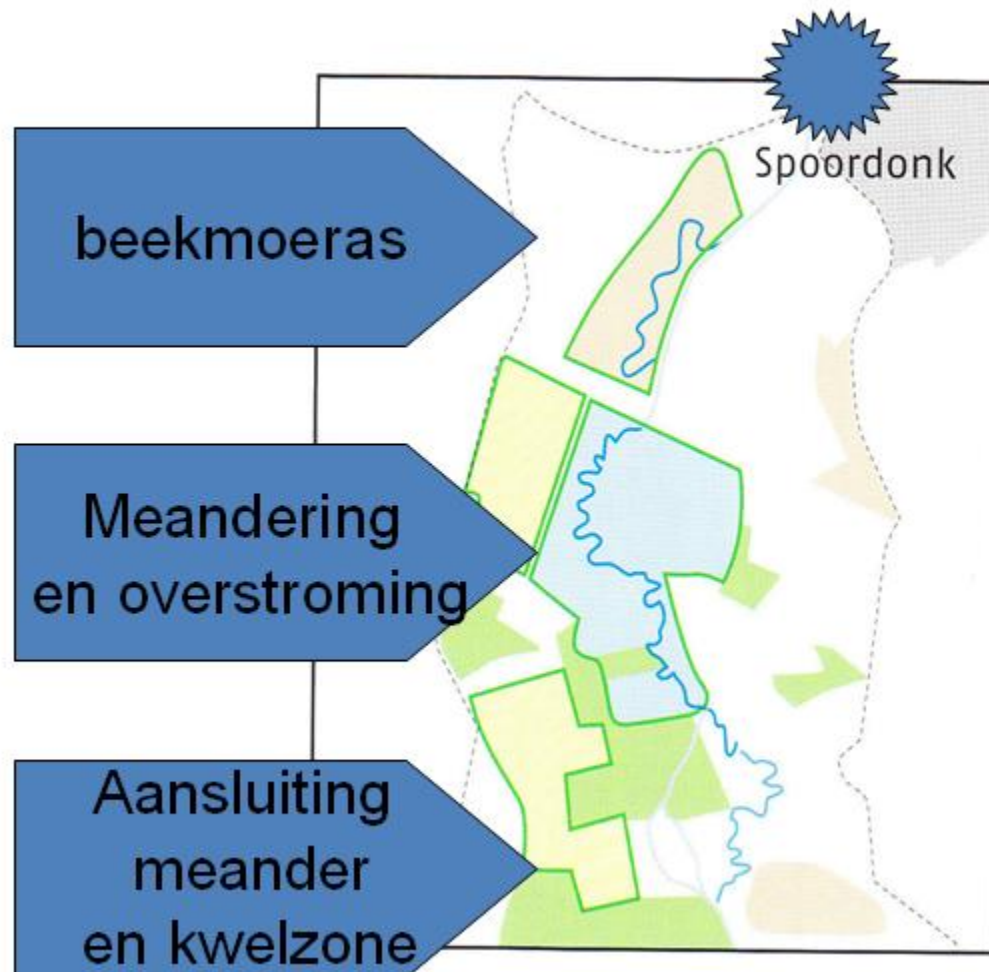 Spoordonk
beekmoeras
Meandering
en overstroming
Aansluiting
meander
en kwelzone